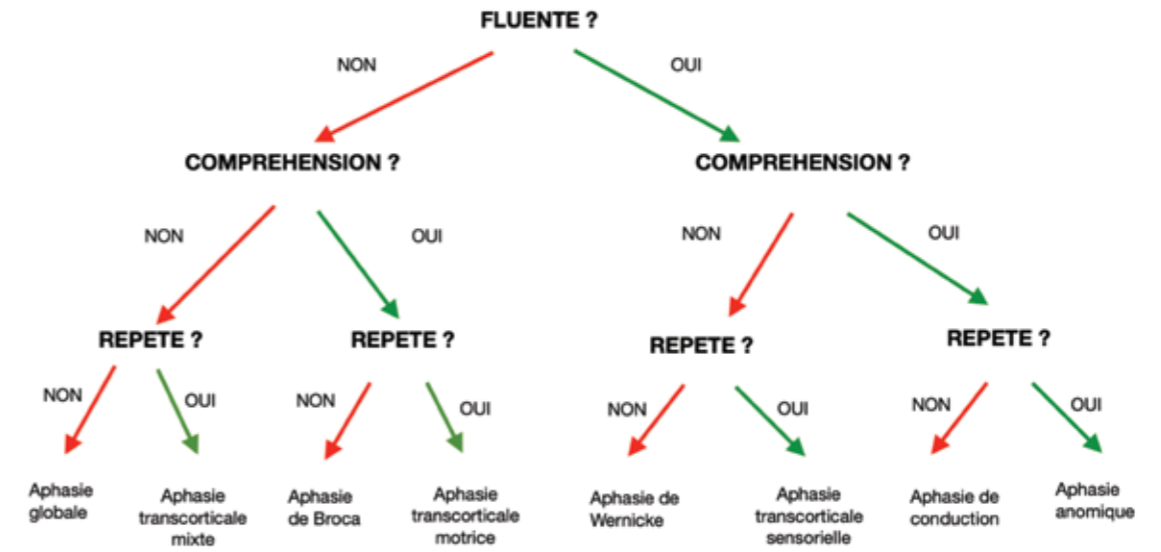 FLUENTE ?
NON
OUI
COMPREHENSION ?
COMPREHENSION ?
NON
OUI
NON
OUI
REPETE ?
REPETE ?
REPETE ?
REPETE ?
NON
OUI
NON
OUI
NON
OUI
NON
OUI
Aphasie
globale
Aphasie
transcorticale
mixte
Aphasie
de Broca
Aphasie
transcorticale
motrice
Aphasie de
Wernicke
Aphasie
transcorticale
sensorielle
Aphasie de
conduction
Aphasie
anomique